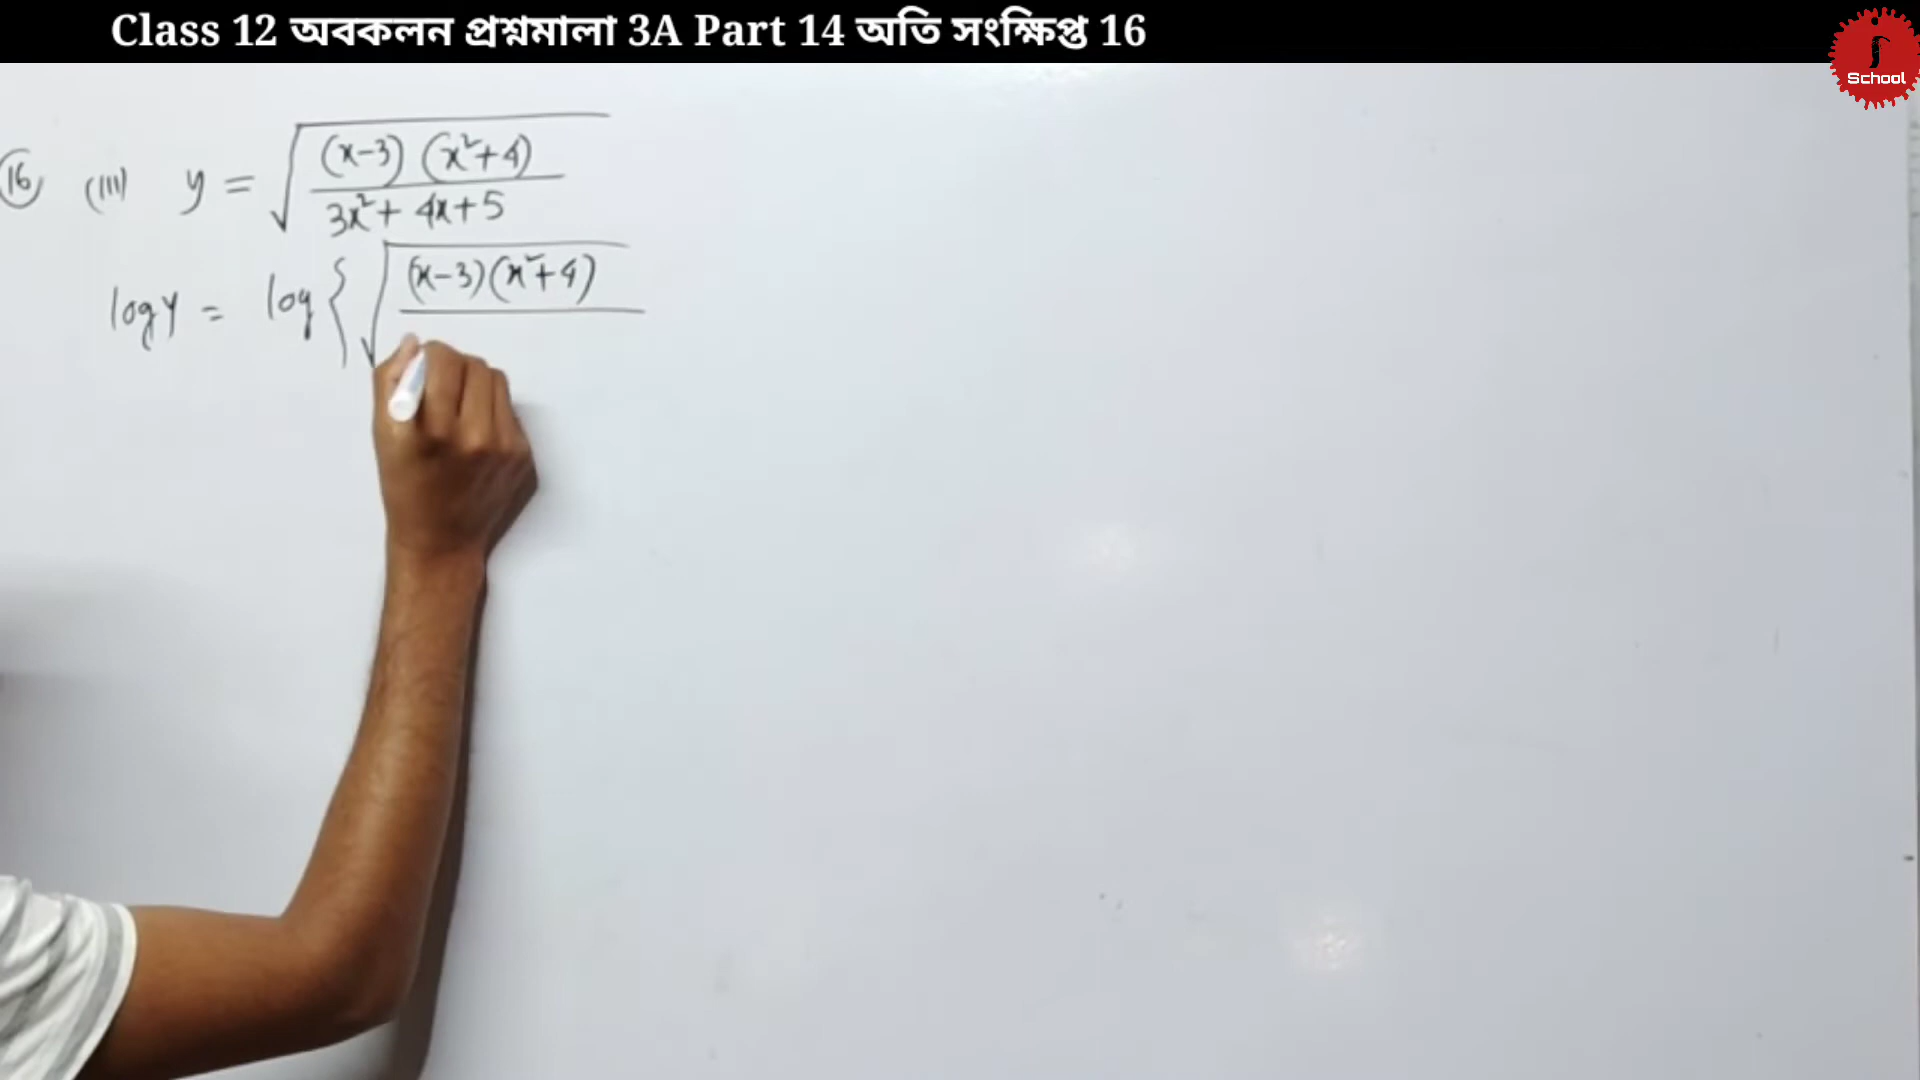 Class 12 অবকলন প্রশ্নমালা 3A Part 14 অতি সংক্ষিপ্ত 16
School
16 (III) y = √((x-3) (x²+4) / 3x²+ 4x+5)
log y = log { √((x-3)(x²+4)